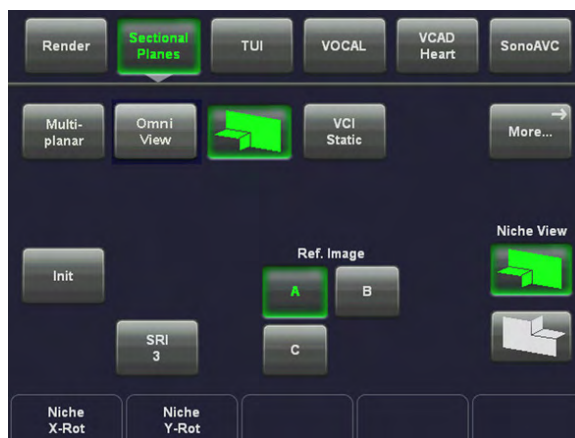 Render
Sectional
Planes
TUI
VOCAL
VCAD
Heart
SonoAVC
Multi-
planar
Omni
View
VCI
Static
More...
Niche View
Init
Ref. Image
A
B
SRI
3
C
Niche
X-Rot
Niche
Y-Rot